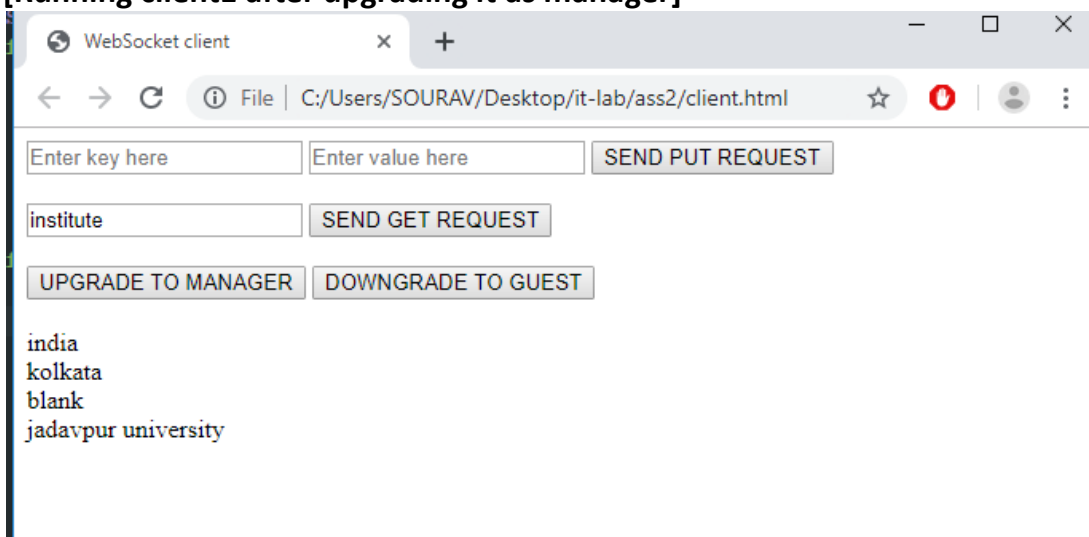 [Running client1 after upgrading it as manager]
WebSocket client
File | C:/Users/SOURAV/Desktop/it-lab/ass2/client.html
Enter key here Enter value here SEND PUT REQUEST
institute SEND GET REQUEST
UPGRADE TO MANAGER DOWNGRADE TO GUEST
india
kolkata
blank
jadavpur university